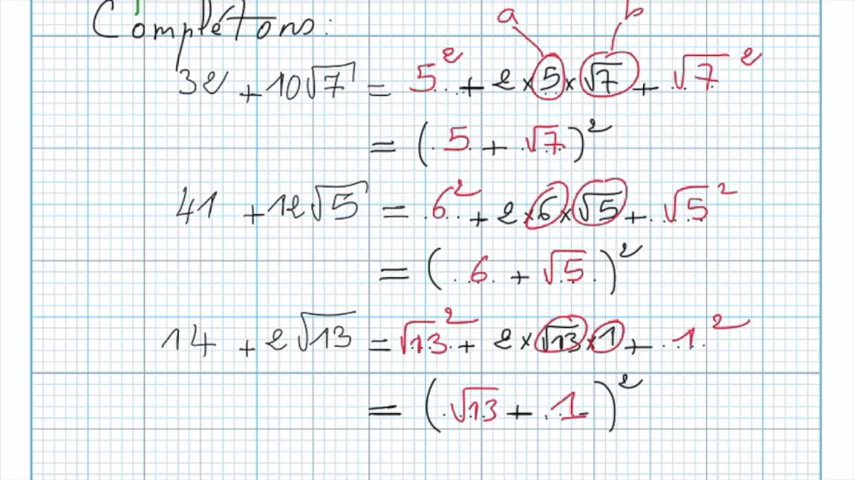 a b
Complétons:
32 + 10√7 = 5² + 2×5×√7 + √7²
= (5 + √7)²
41 + 12√5 = 6² + 2×6×√5 + √5²
= (6 + √5)²
14 + 2√13 = √13² + 2×√13×1 + 1²
= (√13 + 1)²